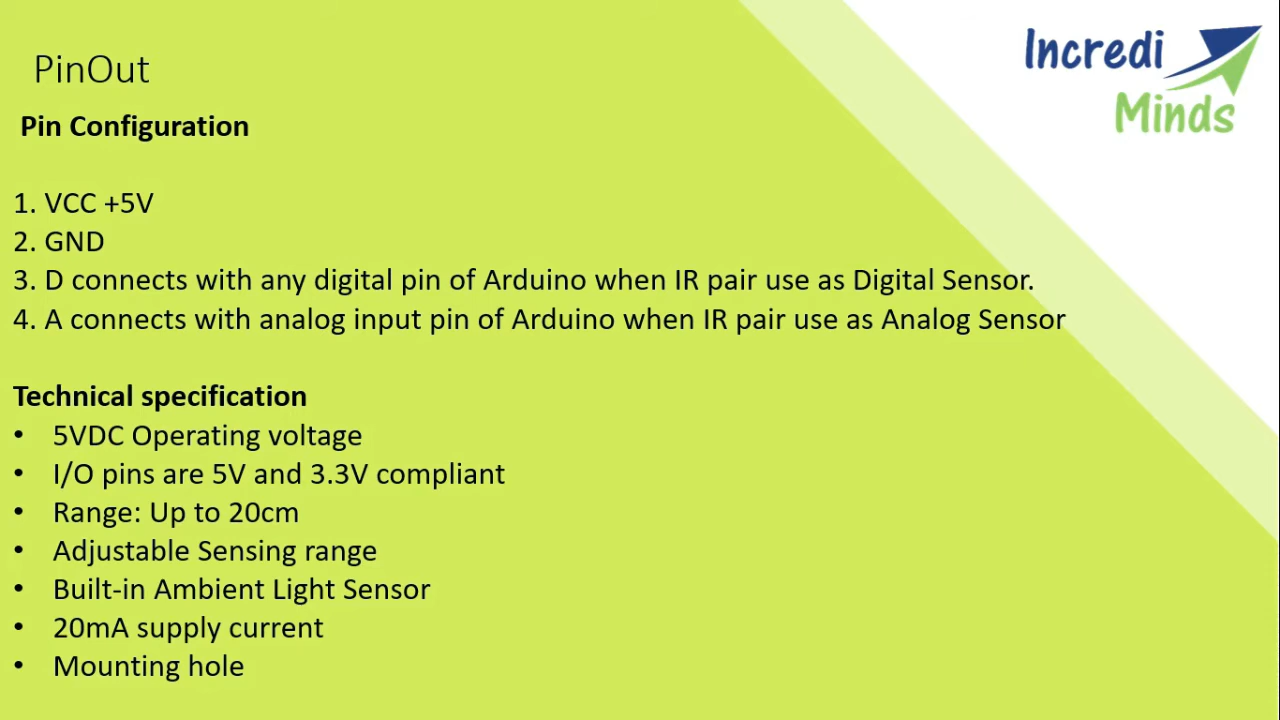 Incredi
Minds
PinOut
Pin Configuration
1. VCC +5V
2. GND
3. D connects with any digital pin of Arduino when IR pair use as Digital Sensor.
4. A connects with analog input pin of Arduino when IR pair use as Analog Sensor
Technical specification
• 5VDC Operating voltage
• I/O pins are 5V and 3.3V compliant
• Range: Up to 20cm
• Adjustable Sensing range
• Built-in Ambient Light Sensor
• 20mA supply current
• Mounting hole